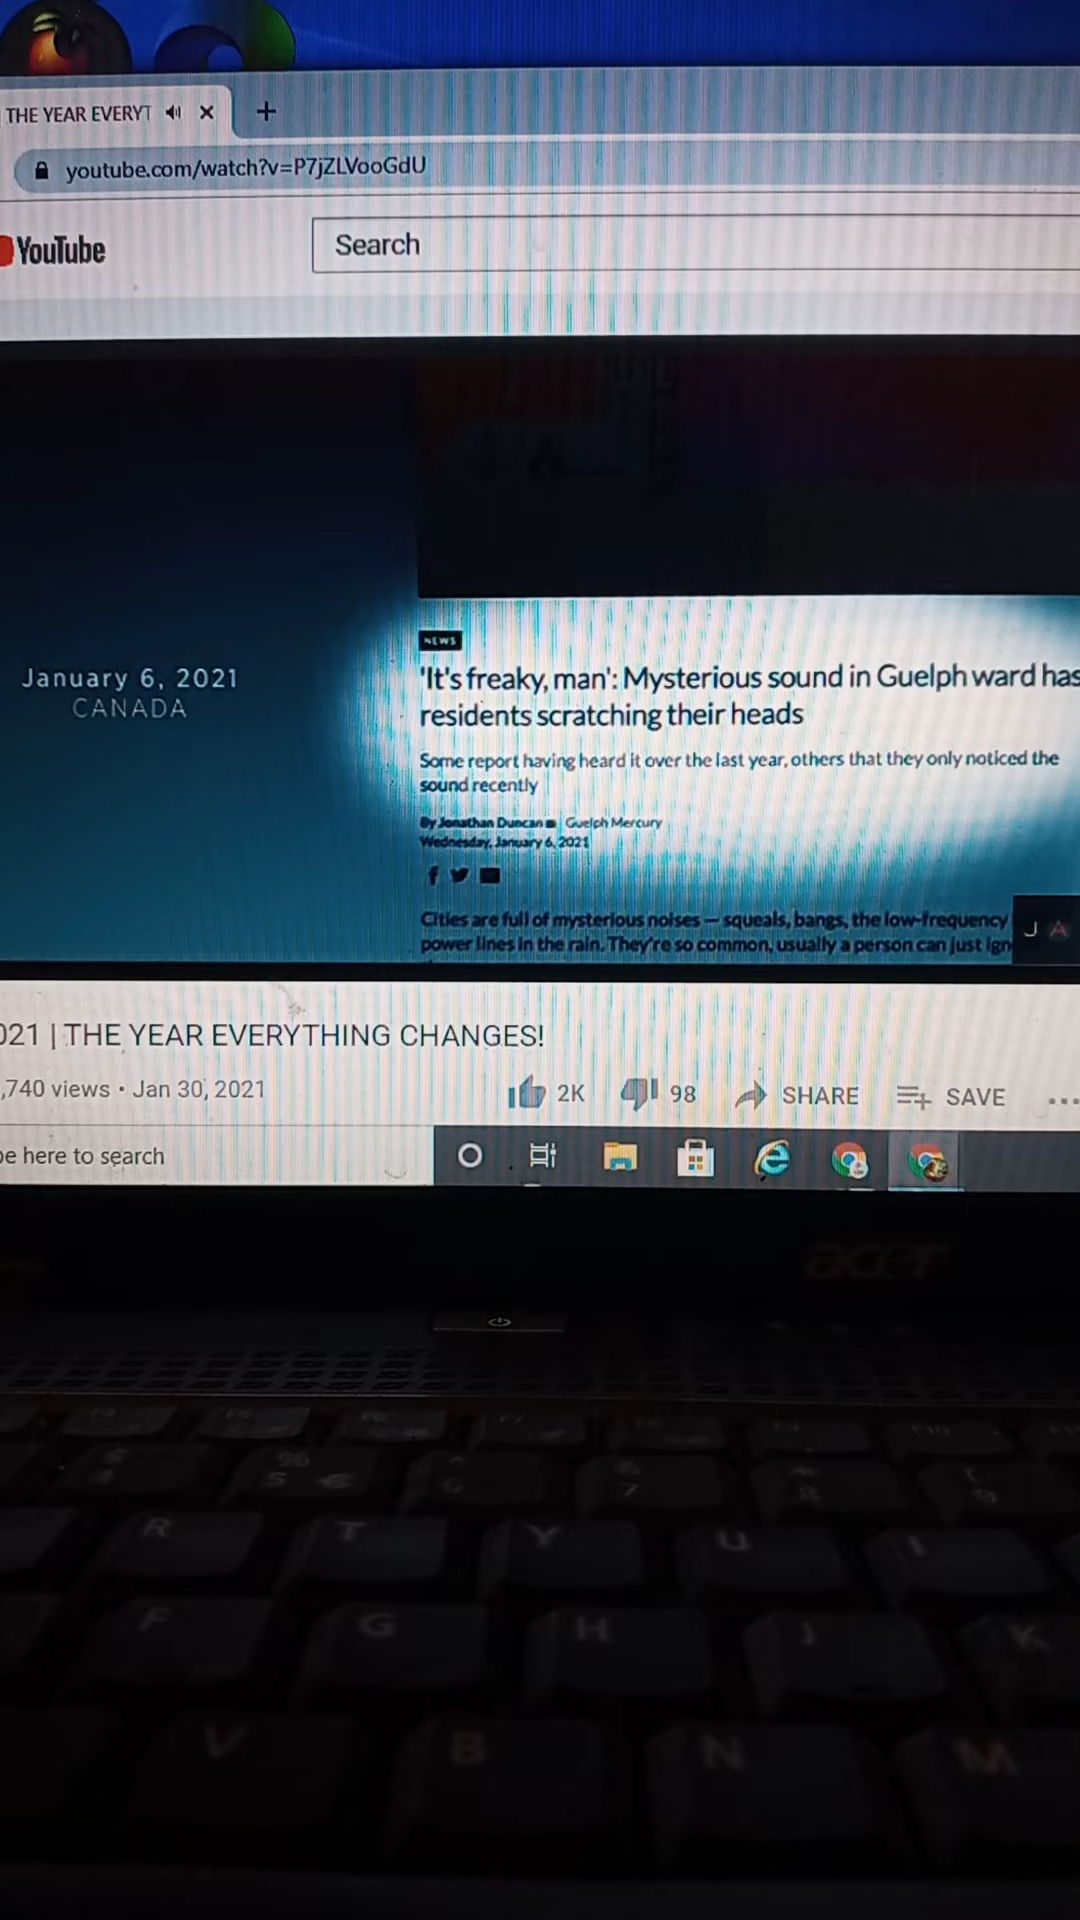 THE YEAR EVERYT
youtube.com/watch?v=P7jZLVooGdU
YouTube
Search
NEWS
January 6, 2021
CANADA
'It's freaky, man': Mysterious sound in Guelph ward has
residents scratching their heads
Some report having heard it over the last year, others that they only noticed the
sound recently
By Jonathan Duncan Guelph Mercury
Wednesday, January 6, 2021
Cities are full of mysterious noises — squeals, bangs, the low-frequency
power lines in the rain. They're so common, usually a person can just ign
J A
021 | THE YEAR EVERYTHING CHANGES!
,740 views • Jan 30, 2021
2K
98
SHARE
SAVE
pe here to search
acer
% 5 €
7
8
9
R T Y U I
F G H J K
V B N M